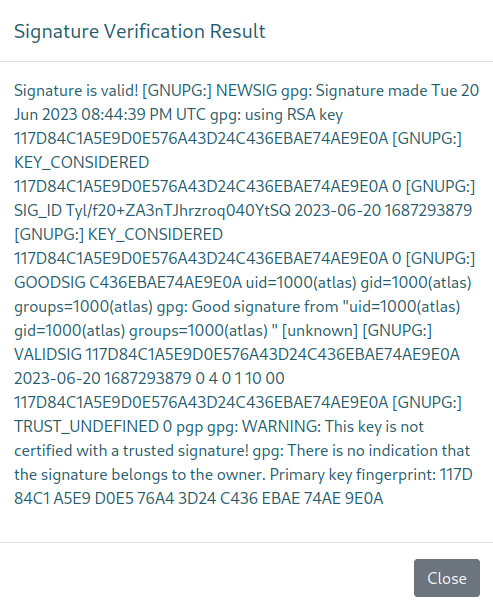 Signature Verification Result
Signature is valid! [GNUPG:] NEWSIG gpg: Signature made Tue 20
Jun 2023 08:44:39 PM UTC gpg: using RSA key
117D84C1A5E9D0E576A43D24C436EBAE74AE9E0A [GNUPG:]
KEY_CONSIDERED
117D84C1A5E9D0E576A43D24C436EBAE74AE9E0A 0 [GNUPG:]
SIG_ID Tyl/f20+ZA3nTJhrzroq040YtSQ 2023-06-20 1687293879
[GNUPG:] KEY_CONSIDERED
117D84C1A5E9D0E576A43D24C436EBAE74AE9E0A 0 [GNUPG:]
GOODSIG C436EBAE74AE9E0A uid=1000(atlas) gid=1000(atlas)
groups=1000(atlas) gpg: Good signature from "uid=1000(atlas)
gid=1000(atlas) groups=1000(atlas) " [unknown] [GNUPG:]
VALIDSIG 117D84C1A5E9D0E576A43D24C436EBAE74AE9E0A
2023-06-20 1687293879 0 4 0 1 10 00
117D84C1A5E9D0E576A43D24C436EBAE74AE9E0A [GNUPG:]
TRUST_UNDEFINED 0 pgp gpg: WARNING: This key is not
certified with a trusted signature! gpg: There is no indication that
the signature belongs to the owner. Primary key fingerprint: 117D
84C1 A5E9 D0E5 76A4 3D24 C436 EBAE 74AE 9E0A
Close